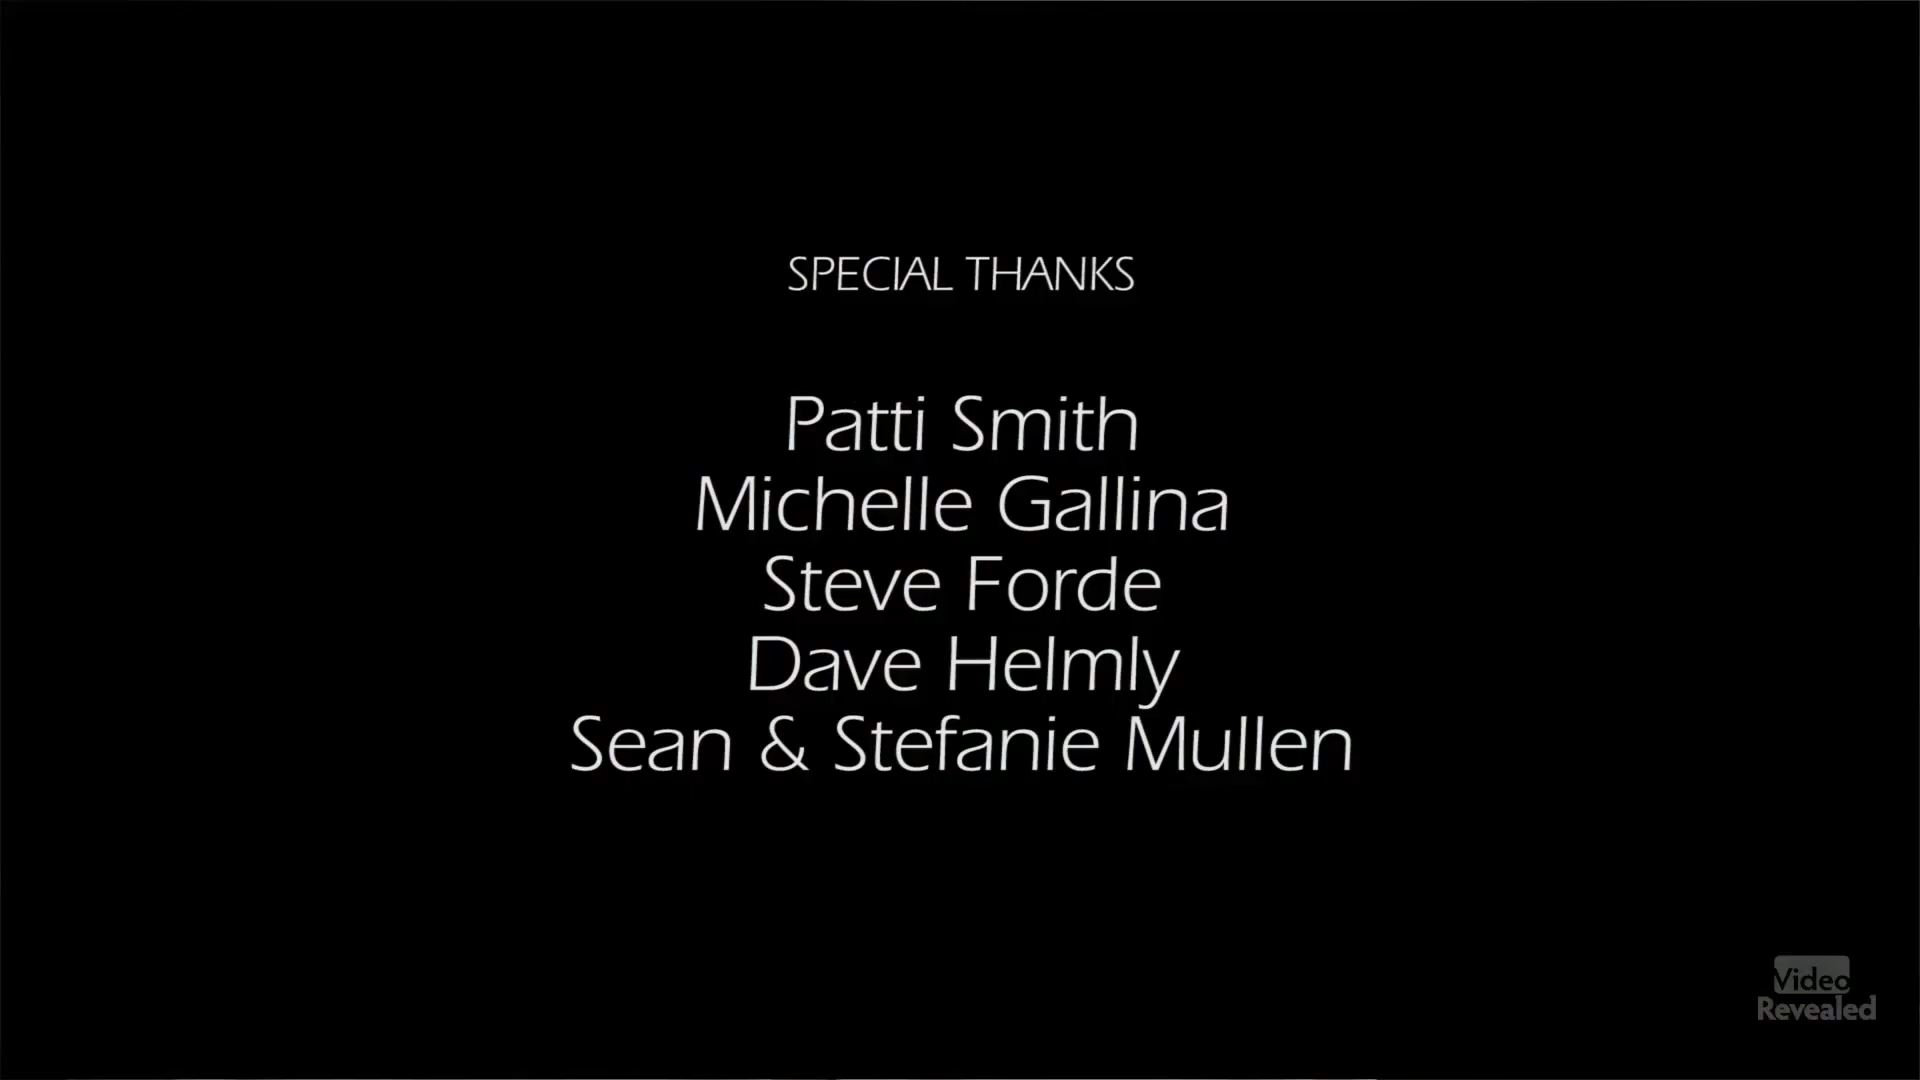 SPECIAL THANKS
Patti Smith
Michelle Gallina
Steve Forde
Dave Helmly
Sean & Stefanie Mullen
Video
Revealed